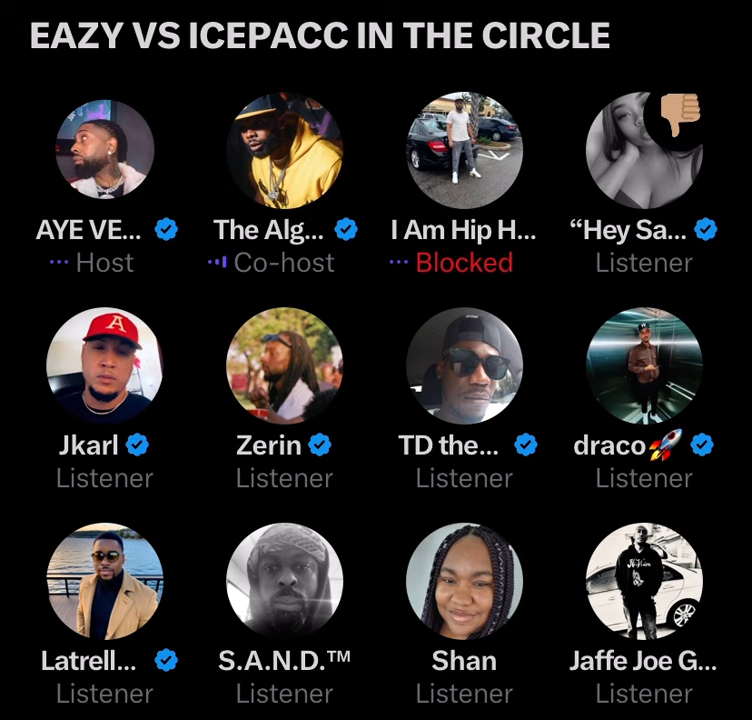 EAZY VS ICEPACC IN THE CIRCLE
AYE VE... The Alg... I Am Hip H... “Hey Sa...
Host Co-host Blocked Listener
A
Jkarl Zerin TD the... draco🚀
Listener Listener Listener Listener
Latrell... S.A.N.D.™ Shan Jaffe Joe G...
Listener Listener Listener Listener